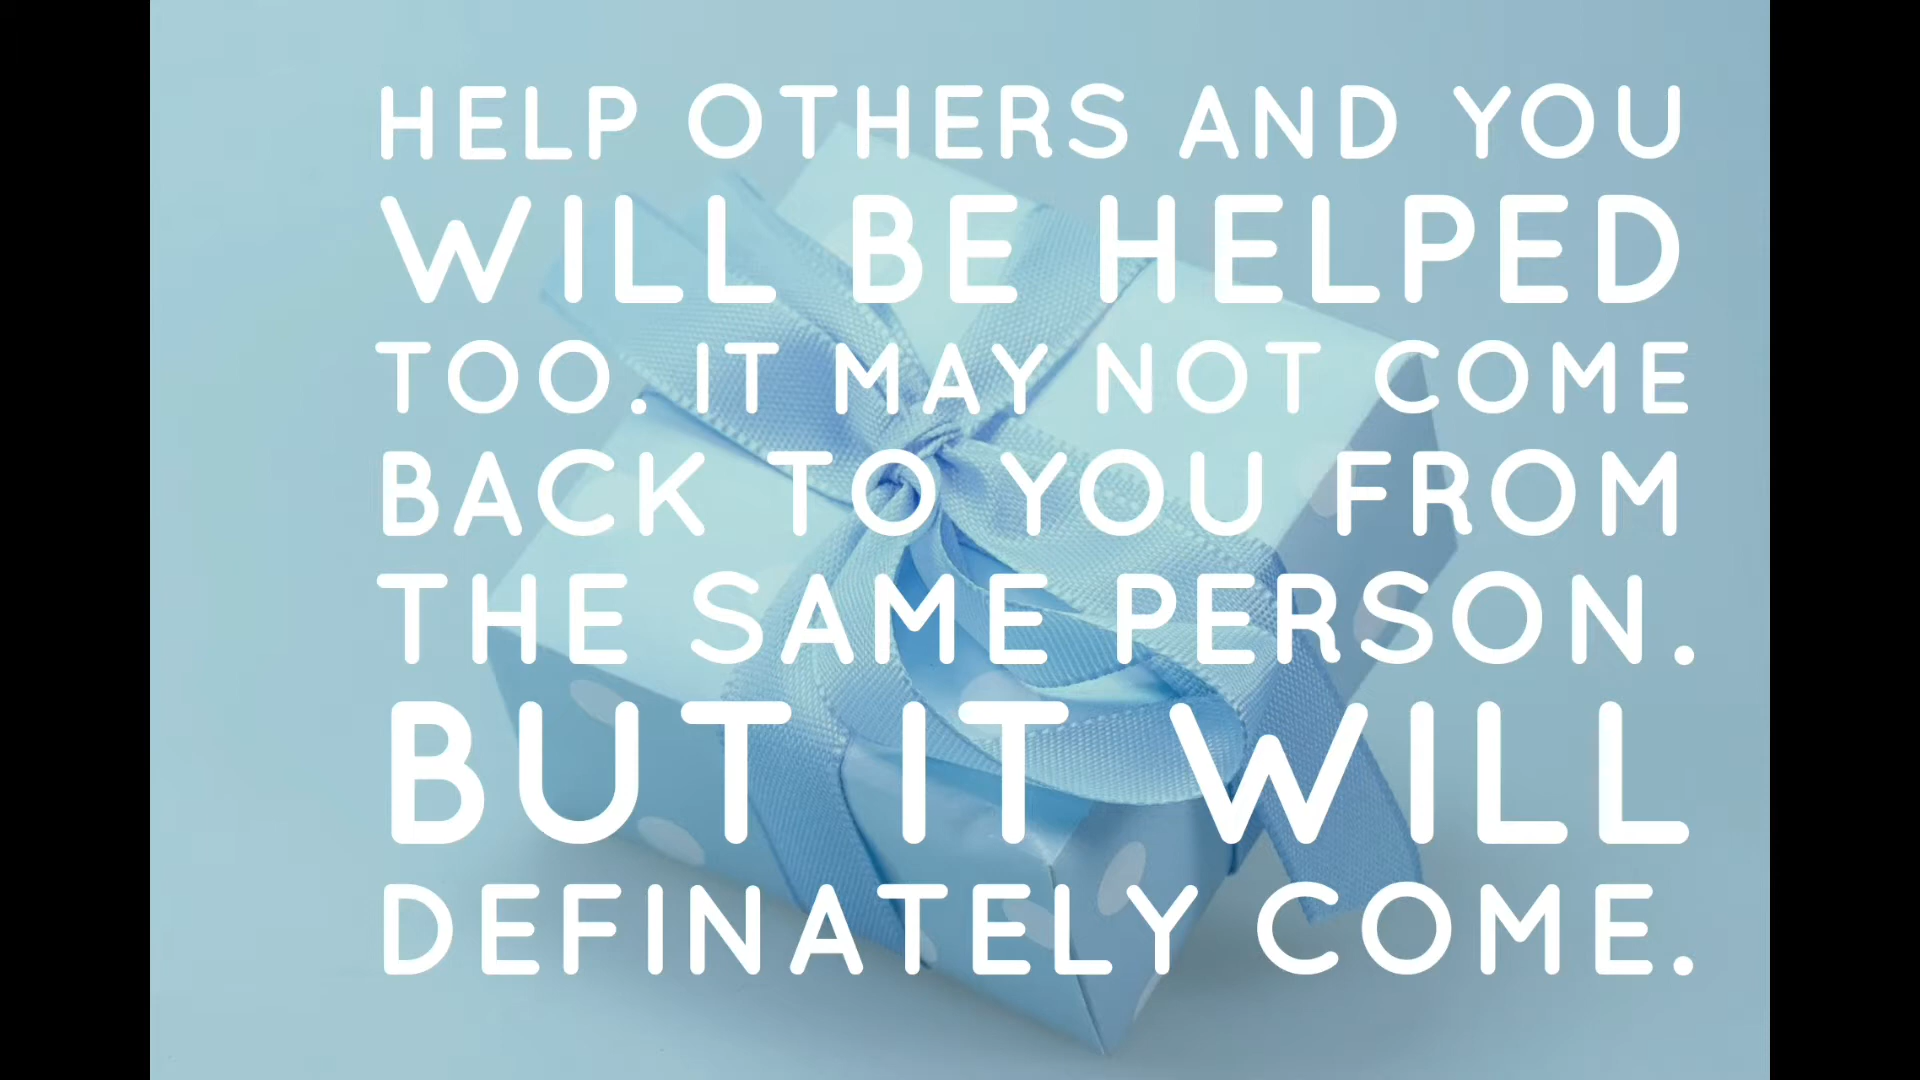 HELP OTHERS AND YOU
WILL BE HELPED
TOO. IT MAY NOT COME
BACK TO YOU FROM
THE SAME PERSON.
BUT IT WILL
DEFINATELY COME.